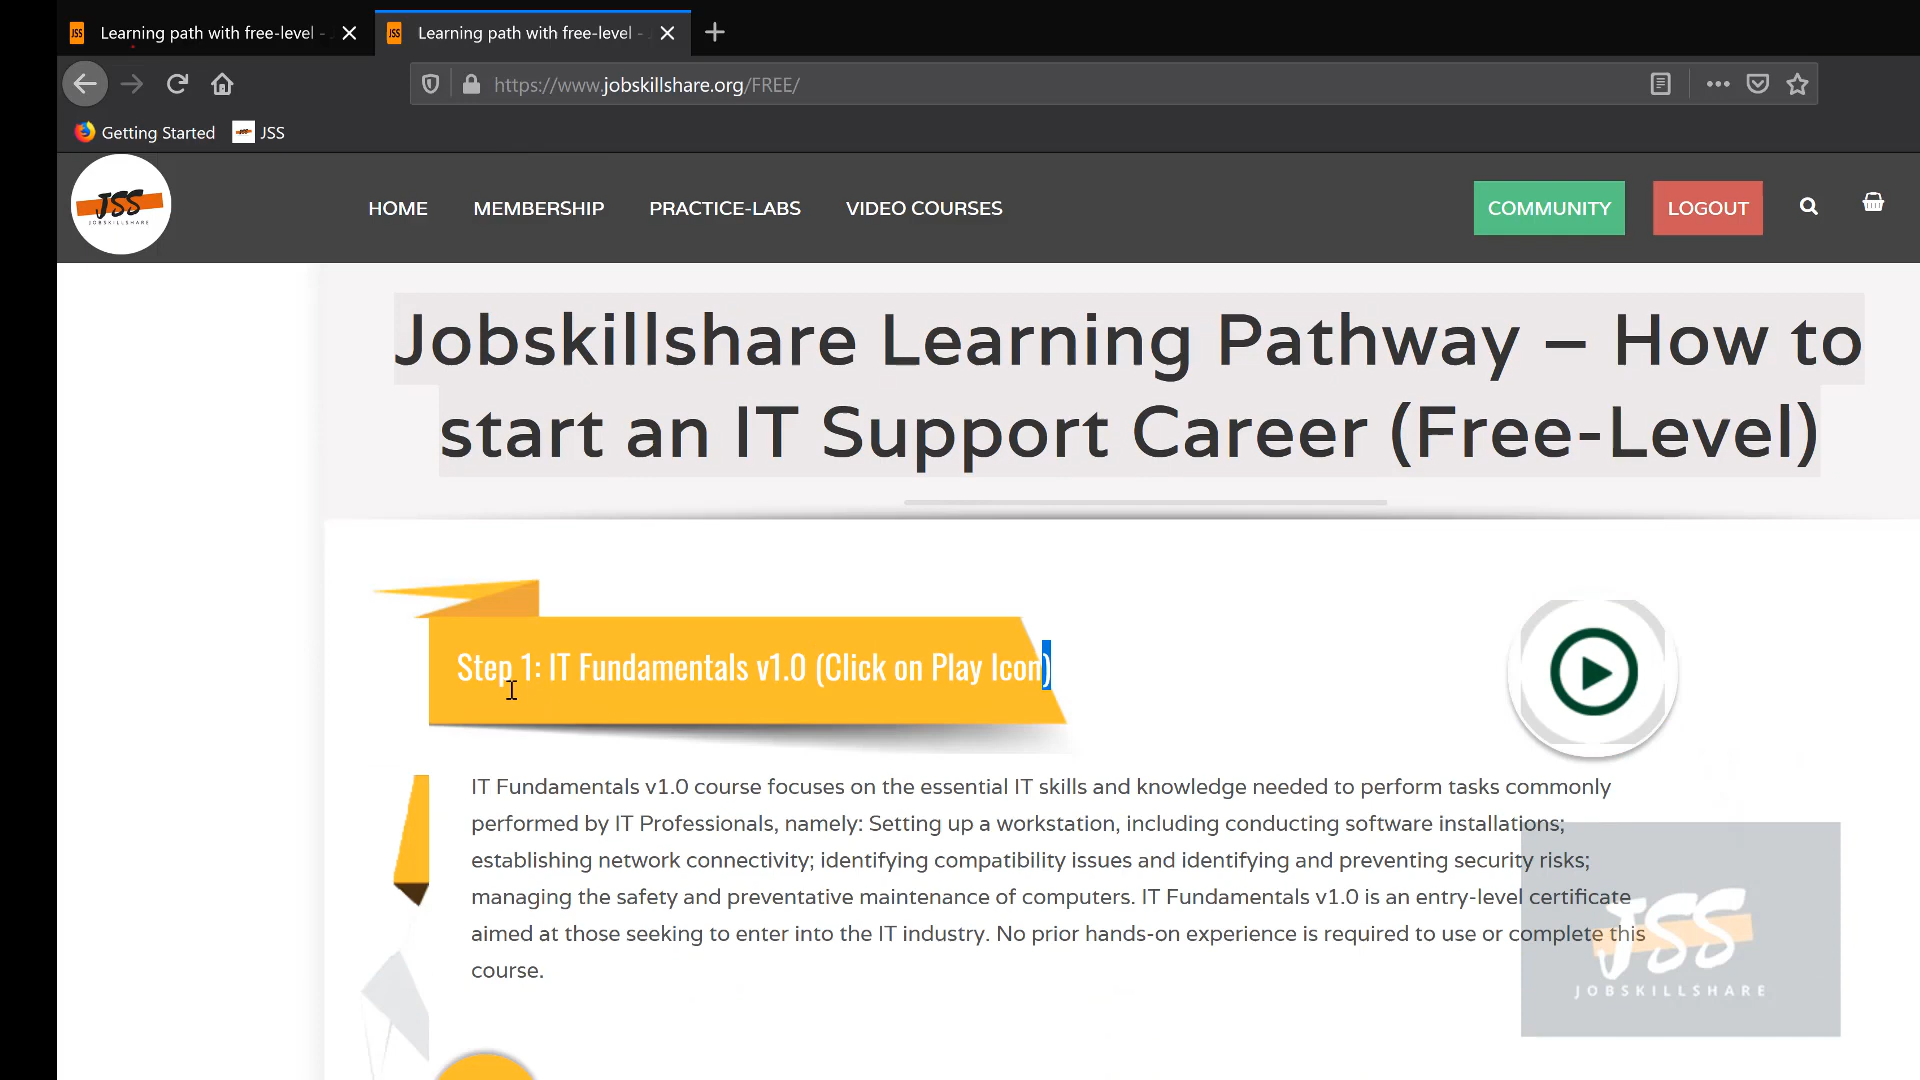 JSS Learning path with free-level -
JSS Learning path with free-level -
https://www.jobskillshare.org/FREE/
Getting Started JSS
JSS
JOBSKILLSHARE
HOME MEMBERSHIP PRACTICE-LABS VIDEO COURSES COMMUNITY LOGOUT
Jobskillshare Learning Pathway – How to
start an IT Support Career (Free-Level)
Step 1: IT Fundamentals v1.0 (Click on Play Icon)
IT Fundamentals v1.0 course focuses on the essential IT skills and knowledge needed to perform tasks commonly
performed by IT Professionals, namely: Setting up a workstation, including conducting software installations;
establishing network connectivity; identifying compatibility issues and identifying and preventing security risks;
managing the safety and preventative maintenance of computers. IT Fundamentals v1.0 is an entry-level certificate
aimed at those seeking to enter into the IT industry. No prior hands-on experience is required to use or complete this
course.
JSS
JOBSKILLSHARE